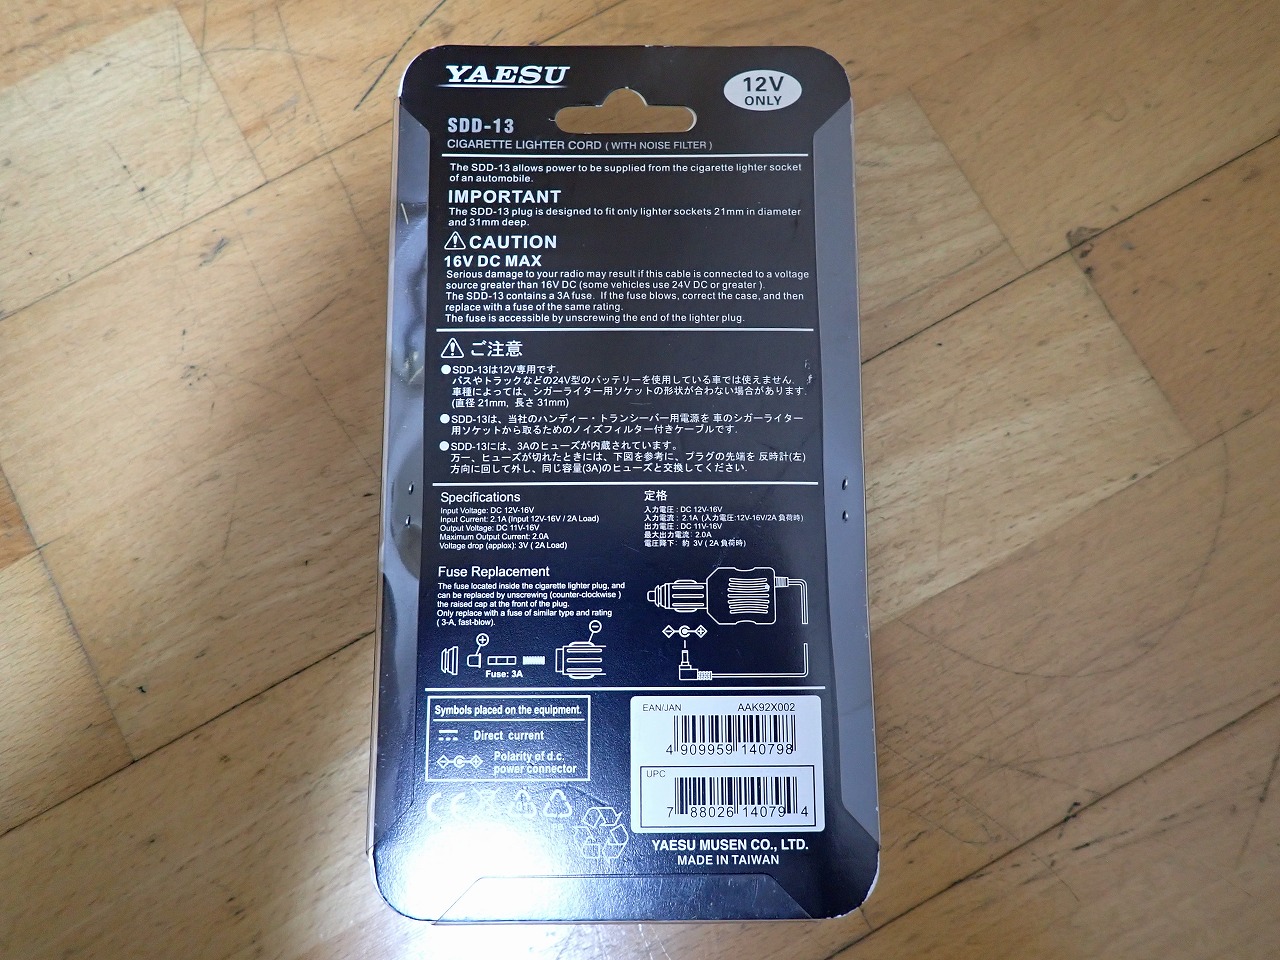 YAESU
12V
ONLY
SDD-13
CIGARETTE LIGHTER CORD ( WITH NOISE FILTER )
The SDD-13 allows power to be supplied from the cigarette lighter socket
of an automobile.
IMPORTANT
The SDD-13 plug is designed to fit only lighter sockets 21mm in diameter
and 31mm deep.
CAUTION
16V DC MAX
Serious damage to your radio may result if this cable is connected to a voltage
source greater than 16V DC (some vehicles use 24V DC or greater ).
The SDD-13 contains a 3A fuse. If the fuse blows, correct the case, and then
replace with a fuse of the same rating.
The fuse is accessible by unscrewing the end of the lighter plug.
ご注意
●SDD-13は12V専用です.
バスやトラックなどの24V型のバッテリーを使用している車では使えません.
車種によっては、シガーライター用ソケットの形状が合わない場合があります.
(直径 21mm, 長さ 31mm)
●SDD-13は、当社のハンディー・トランシーバー用電源を 車のシガーライター
用ソケットから取るためのノイズフィルター付きケーブルです.
●SDD-13には、3Aのヒューズが内蔵されています。
万一、ヒューズが切れたときには、下図を参考に、プラグの先端を 反時計(左)
方向に回して外し、同じ容量(3A)のヒューズと交換してください.
Specifications
Input Voltage: DC 12V-16V
Input Current: 2.1A (Input 12V-16V / 2A Load)
Output Voltage: DC 11V-16V
Maximum Output Current: 2.0A
Voltage drop (applox): 3V ( 2A Load)
定格
入力電圧 : DC 12V-16V
入力電流 : 2.1A (入力電圧:12V-16V/2A 負荷時)
出力電圧 : DC 11V-16V
最大出力電流: 2.0A
電圧降下: 約 3V ( 2A 負荷時)
Fuse Replacement
The fuse located inside the cigarette lighter plug, and
can be replaced by unscrewing (counter-clockwise )
the raised cap at the front of the plug.
Only replace with a fuse of similar type and rating
( 3-A, fast-blow).
Fuse: 3A
Symbols placed on the equipment.
Direct current
Polarity of d.c.
power connector
EAN/JAN AAK92X002
4 909959 140798
UPC
7 88026 14079 4
CE
YAESU MUSEN CO., LTD.
MADE IN TAIWAN